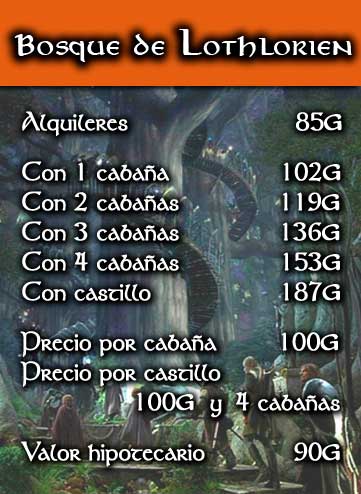 Bosque de Lothlorien
Alquileres 85G
Con 1 cabaña 102G
Con 2 cabañas 119G
Con 3 cabañas 136G
Con 4 cabañas 153G
Con castillo 187G
Precio por cabaña 100G
Precio por castillo
100G y 4 cabañas
Valor hipotecario 90G